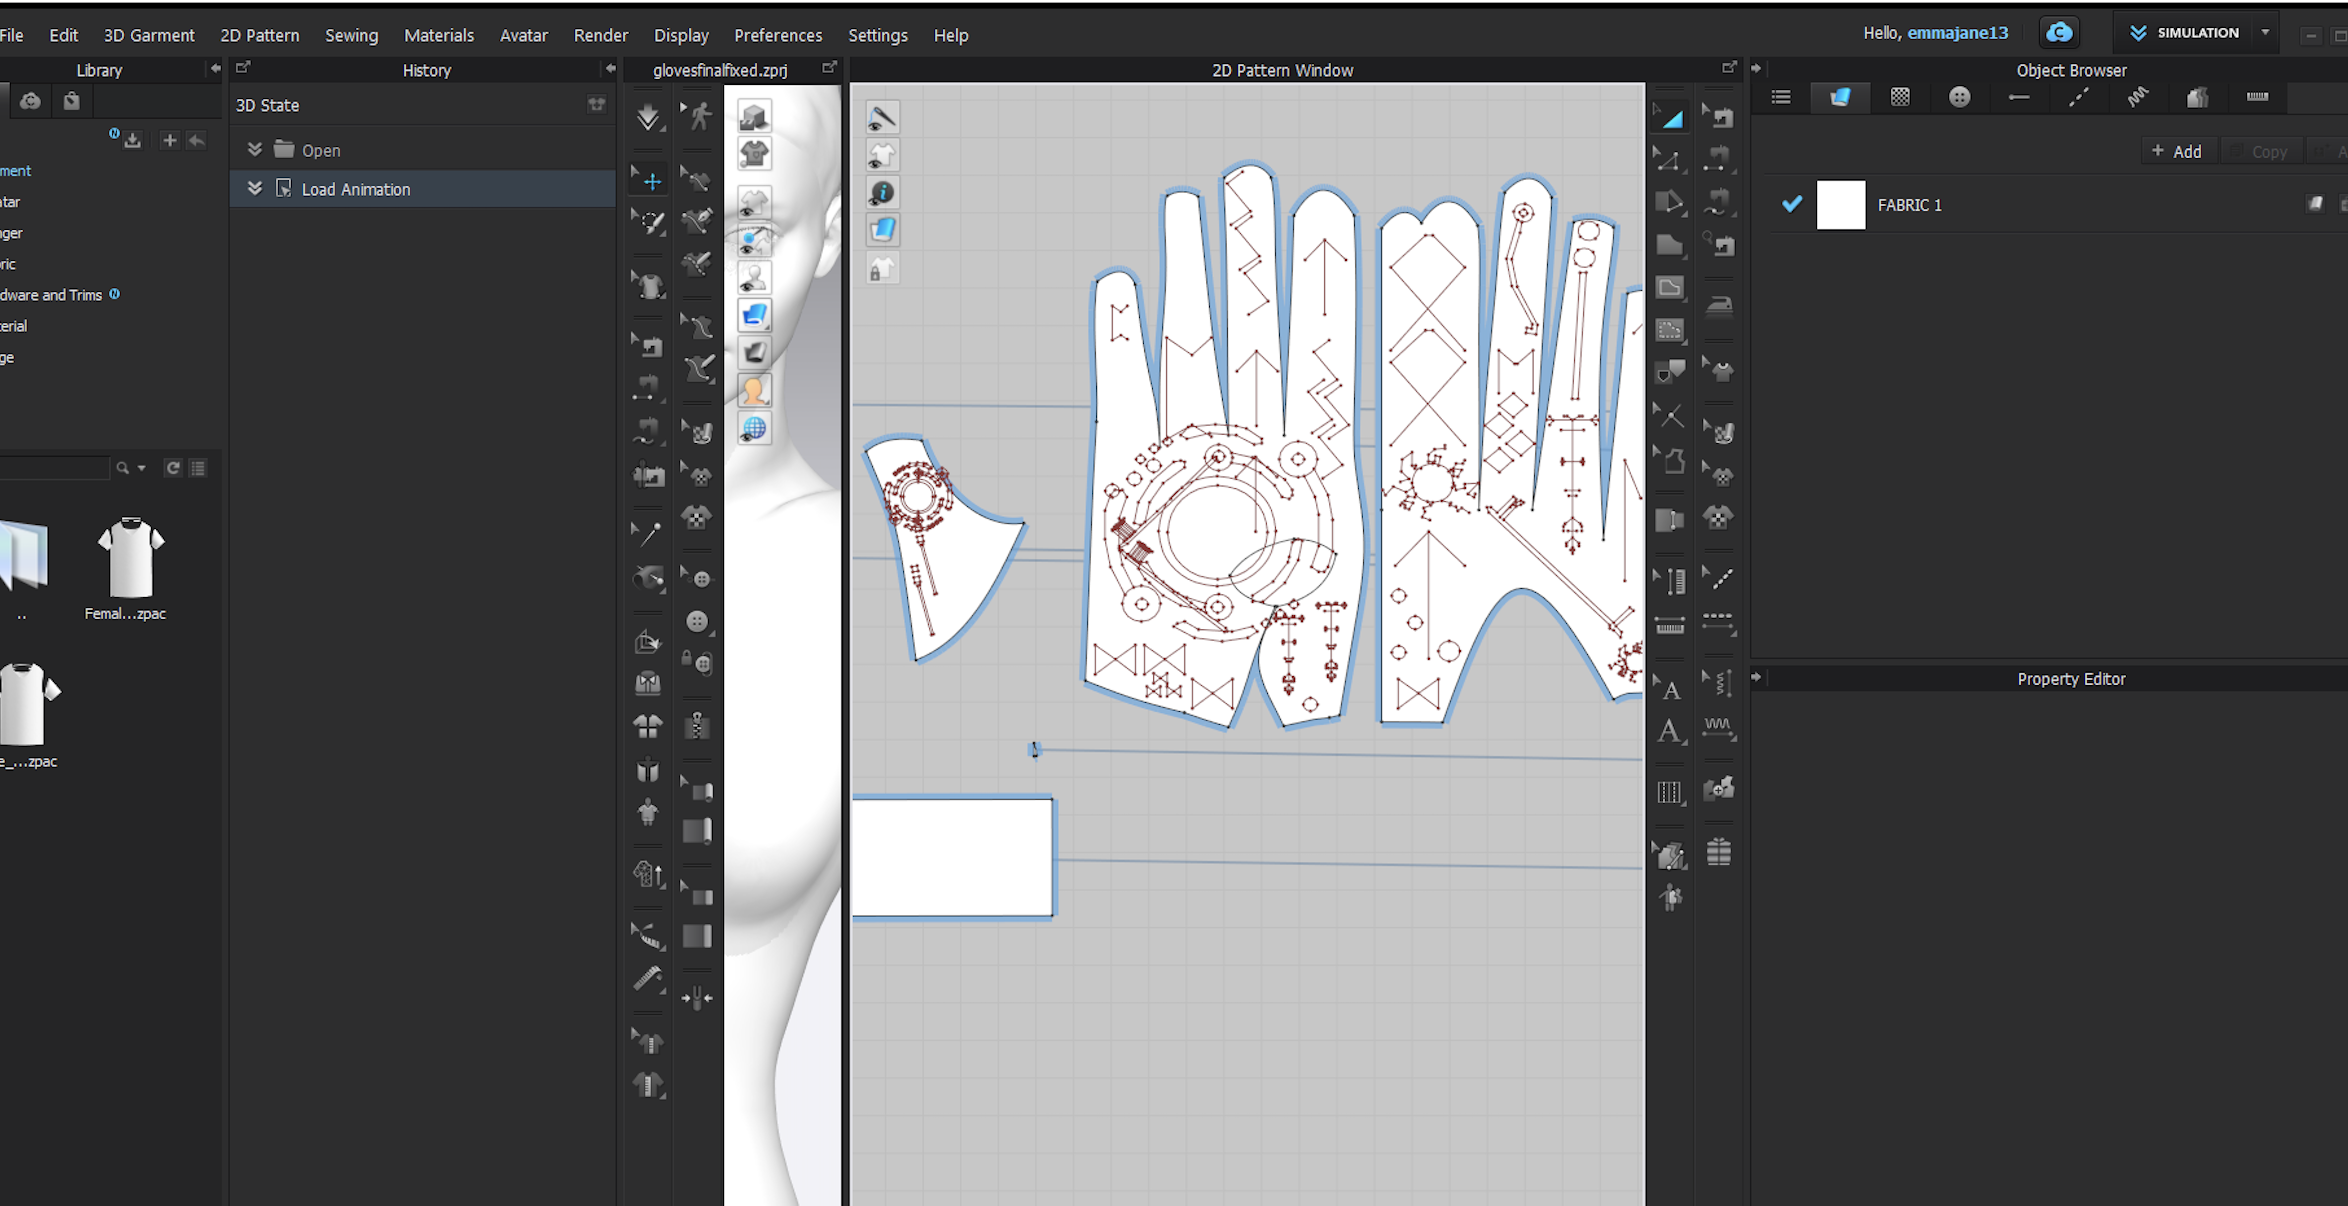 File Edit 3D Garment 2D Pattern Sewing Materials Avatar Render Display Preferences Settings Help
Hello, emmajane13
SIMULATION
Library
History
glovesfinalfixed.zprj
2D Pattern Window
Object Browser
3D State
Open
Load Animation
ment
tar
ger
ric
dware and Trims
erial
ge
..
Femal...zpac
e_...zpac
A
A
+ Add
Copy
A
FABRIC 1
Property Editor